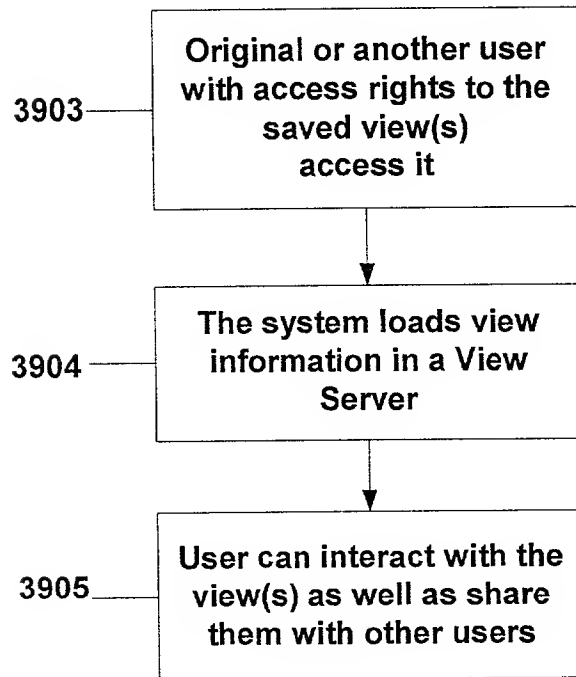 Original or another user
with access rights to the
saved view(s)
access it
3903
The system loads view
information in a View
Server
3904
User can interact with the
view(s) as well as share
them with other users
3905